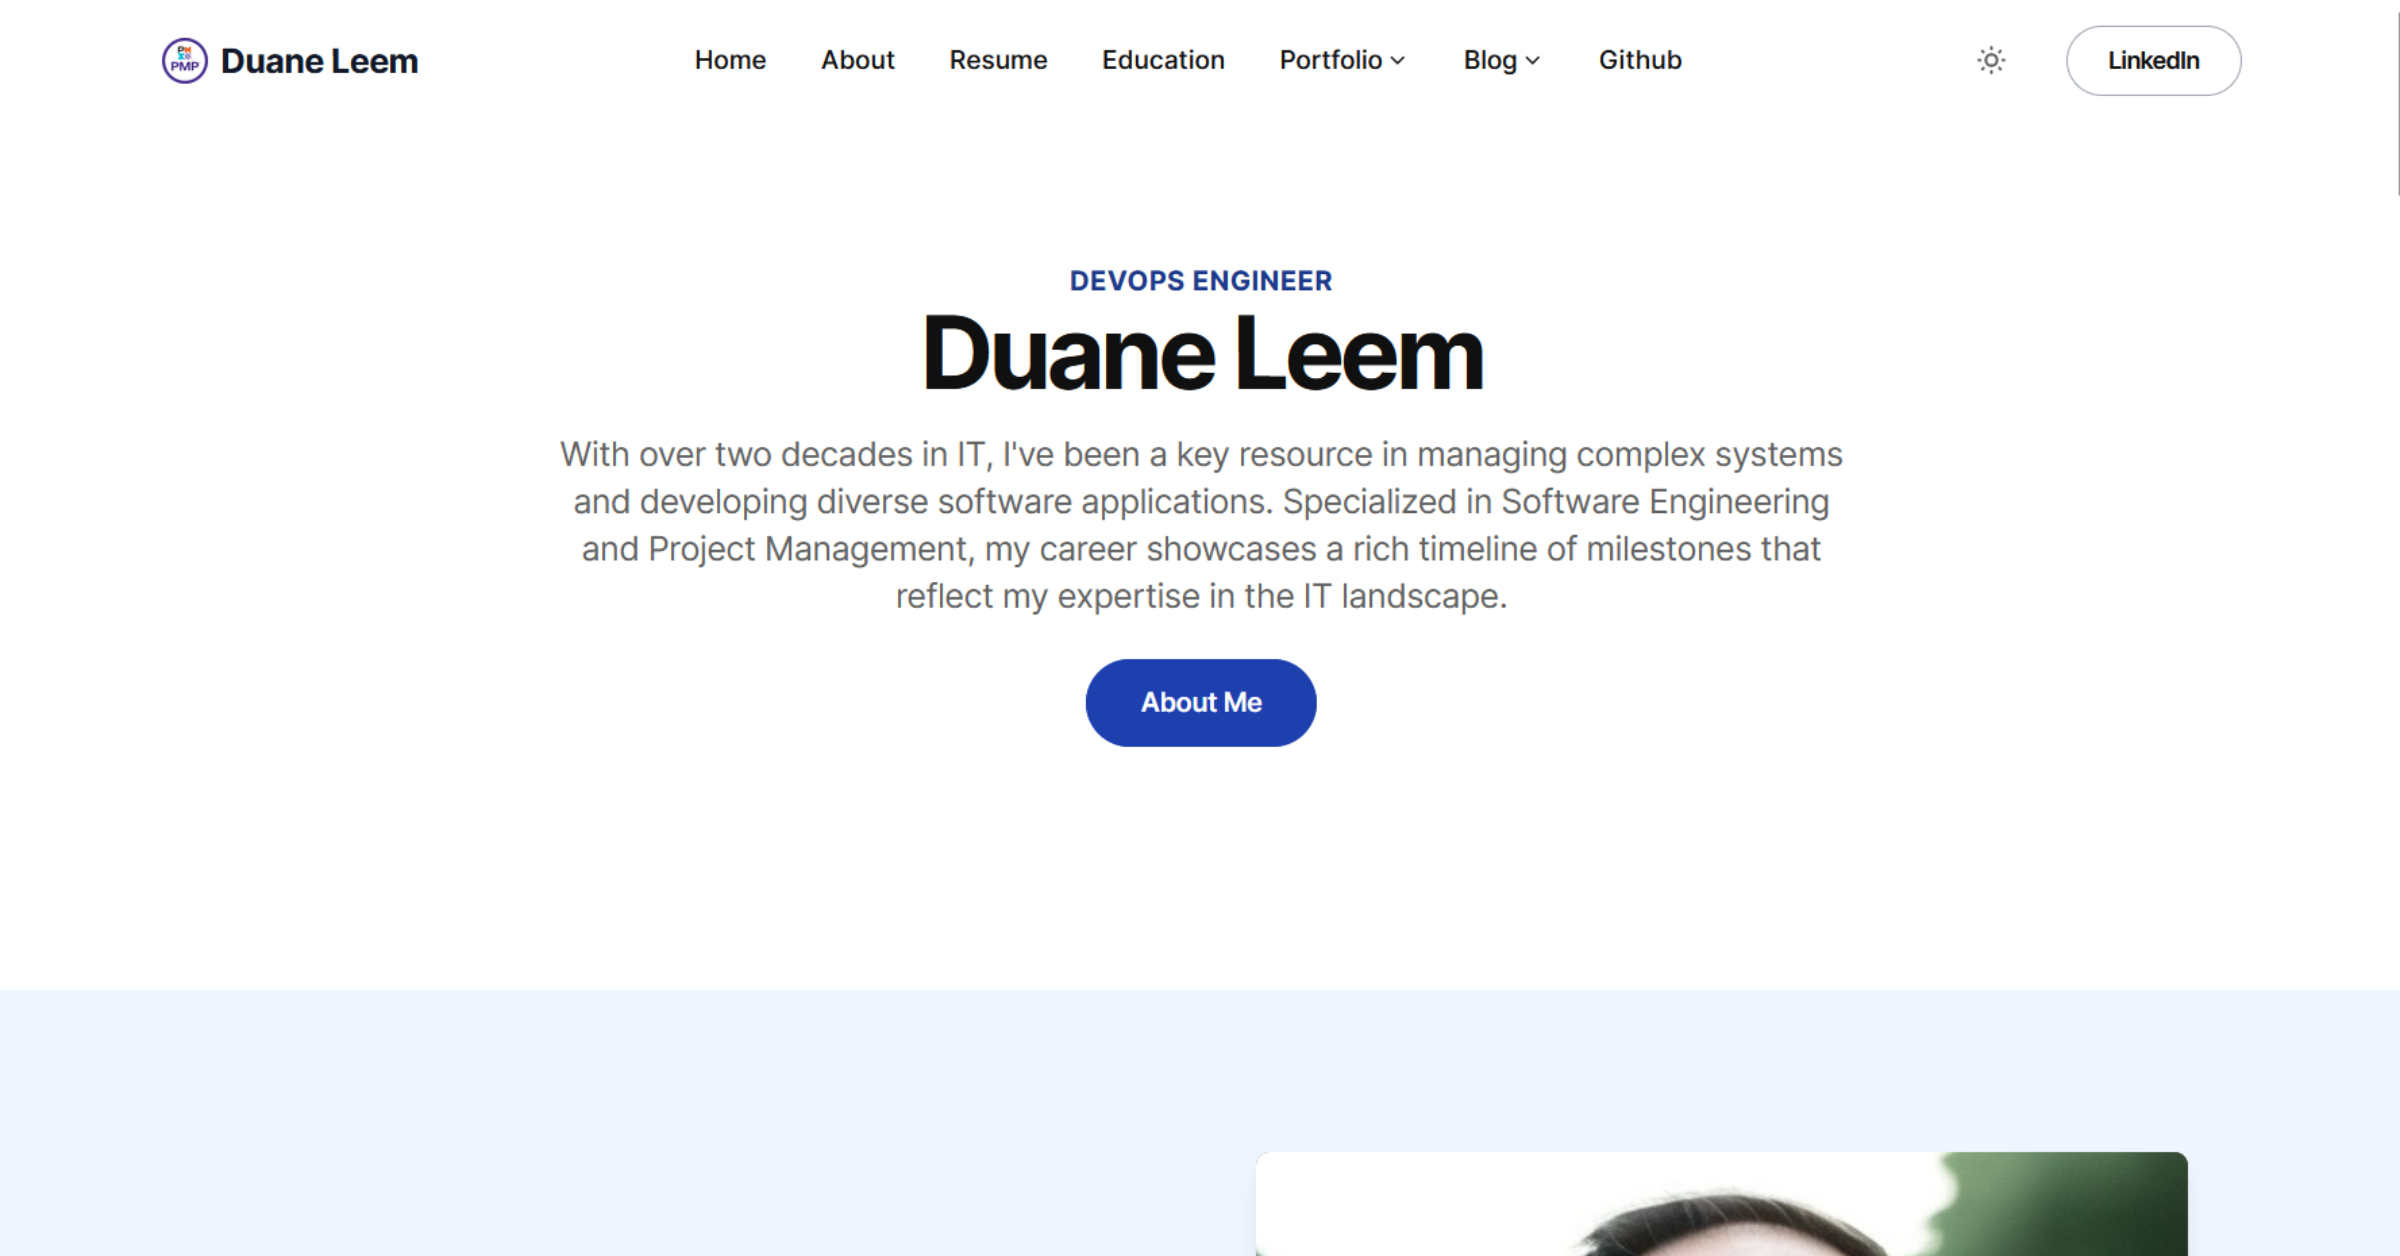 PMI
PMP
Duane Leem
Home
About
Resume
Education
Portfolio
Blog
Github
LinkedIn
DEVOPS ENGINEER
Duane Leem
With over two decades in IT, I've been a key resource in managing complex systems
and developing diverse software applications. Specialized in Software Engineering
and Project Management, my career showcases a rich timeline of milestones that
reflect my expertise in the IT landscape.
About Me